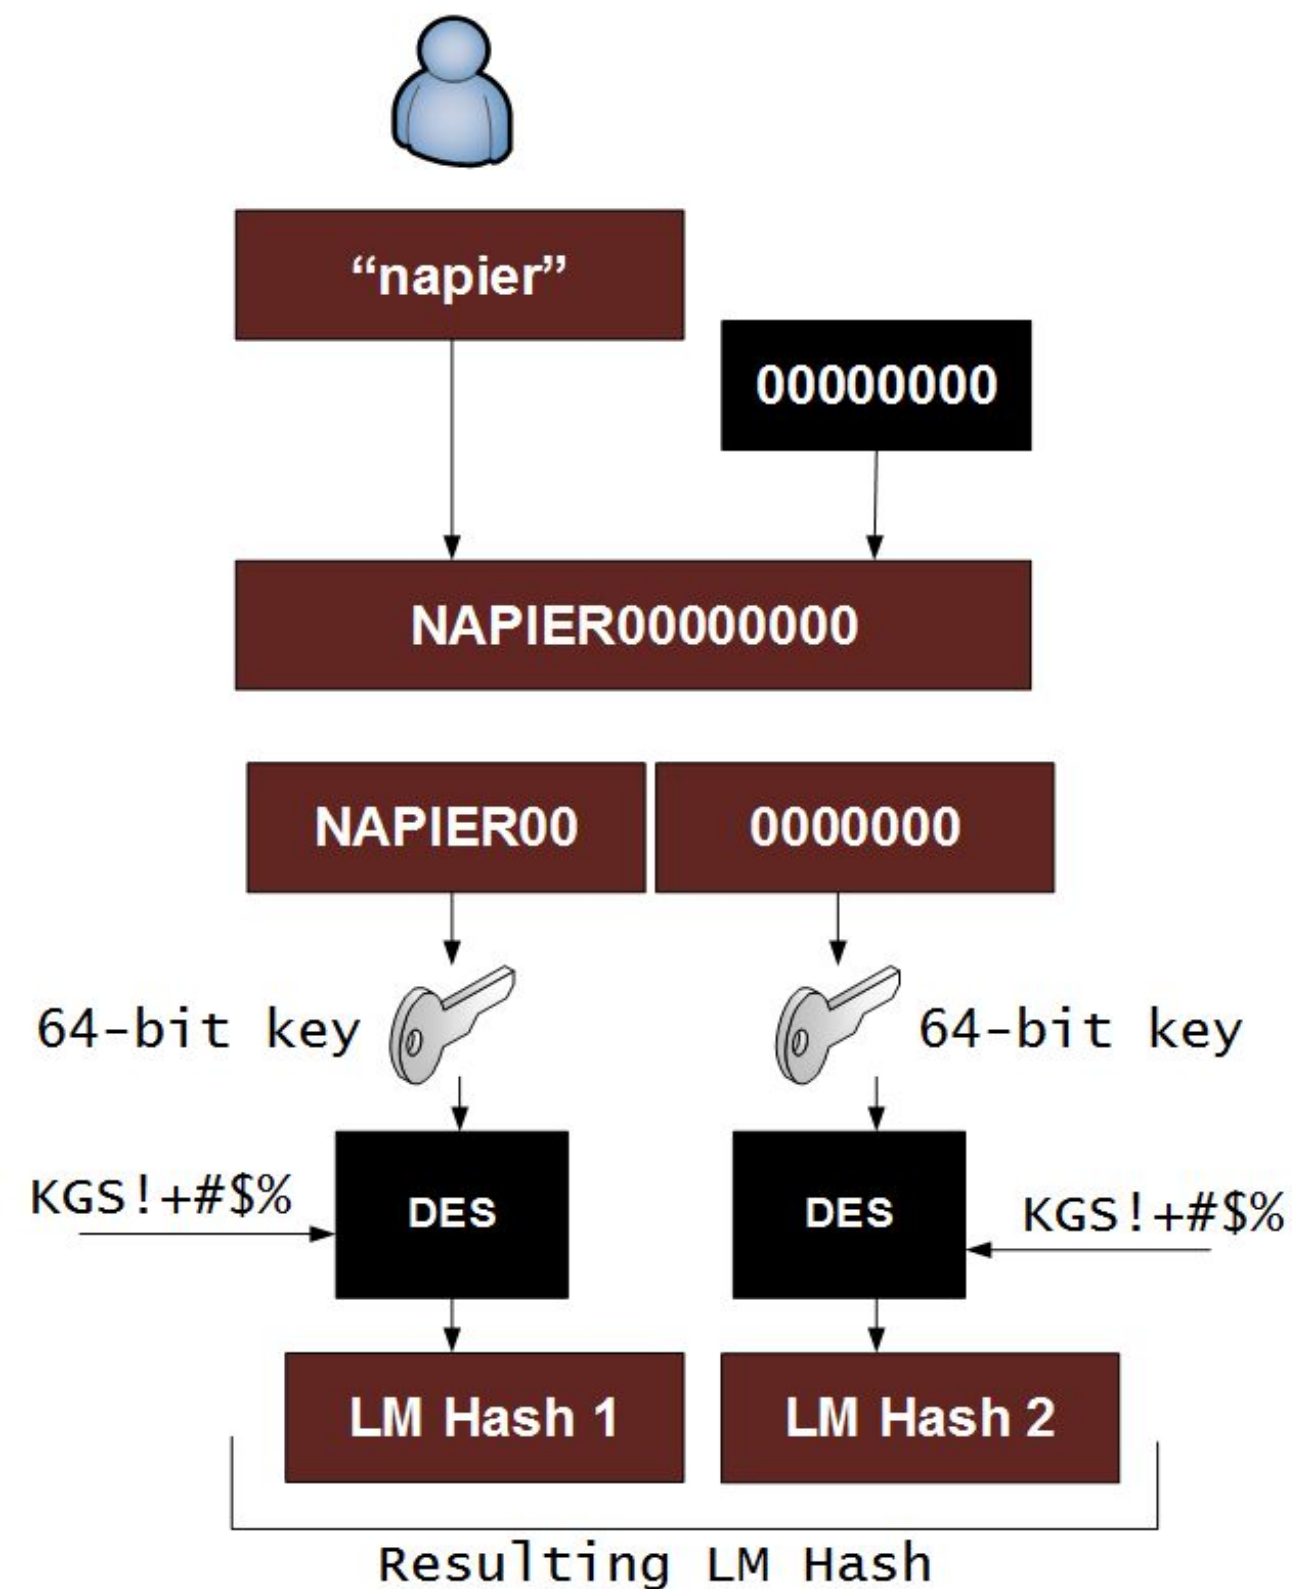 “napier”
00000000
NAPIER00000000
NAPIER00
0000000
64-bit key
64-bit key
KGS!+#$%
DES
DES
KGS!+#$%
LM Hash 1
LM Hash 2
Resulting LM Hash